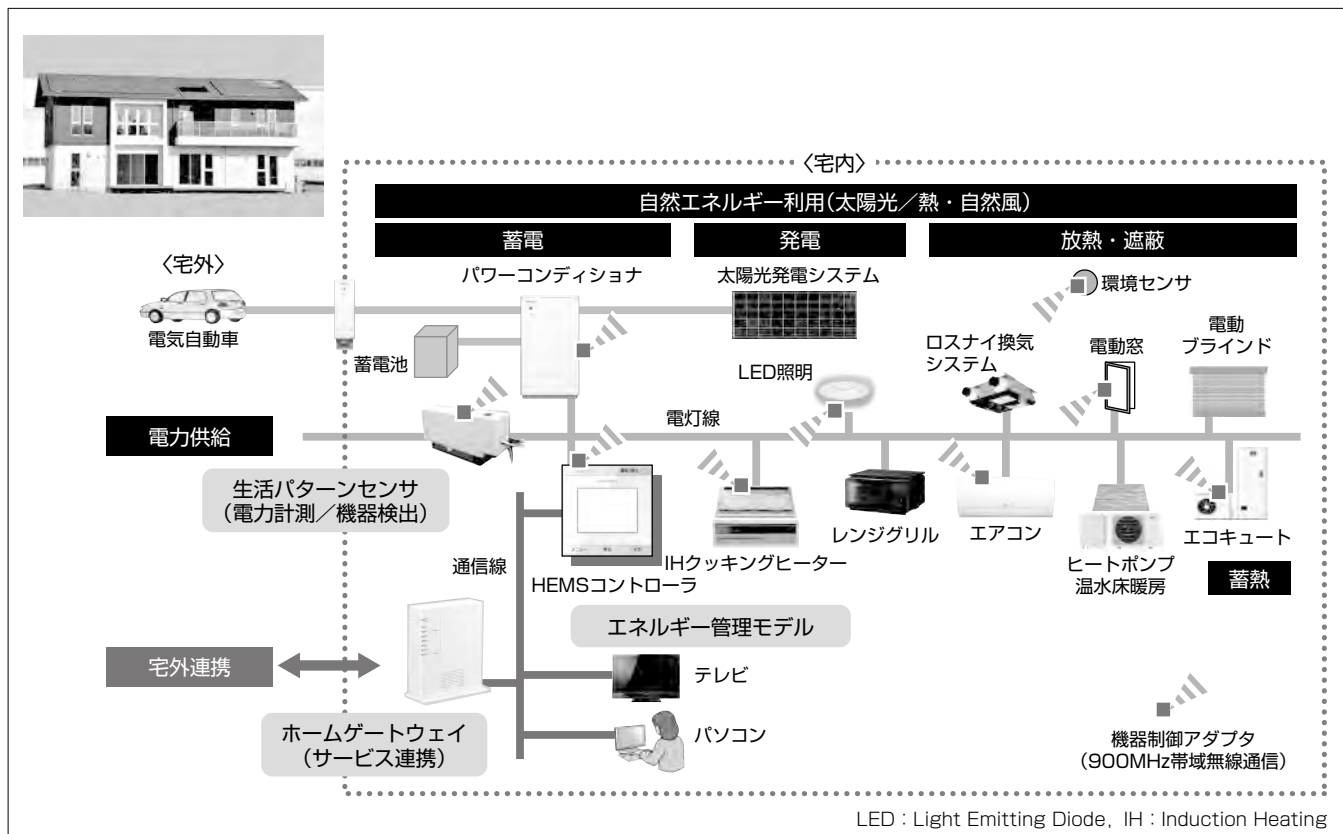 〈宅内〉
自然エネルギー利用(太陽光／熱・自然風)
蓄電
発電
放熱・遮蔽
〈宅外〉
パワーコンディショナ
太陽光発電システム
環境センサ
電気自動車
蓄電池
LED照明
ロスナイ換気
システム
電動窓
電動
ブラインド
電力供給
電灯線
生活パターンセンサ
(電力計測／機器検出)
通信線
HEMSコントローラ
IHクッキングヒーター
レンジグリル
エアコン
ヒートポンプ
温水床暖房
エコキュート
蓄熱
エネルギー管理モデル
宅外連携
テレビ
ホームゲートウェイ
(サービス連携)
パソコン
機器制御アダプタ
(900MHz帯域無線通信)
LED：Light Emitting Diode，IH：Induction Heating